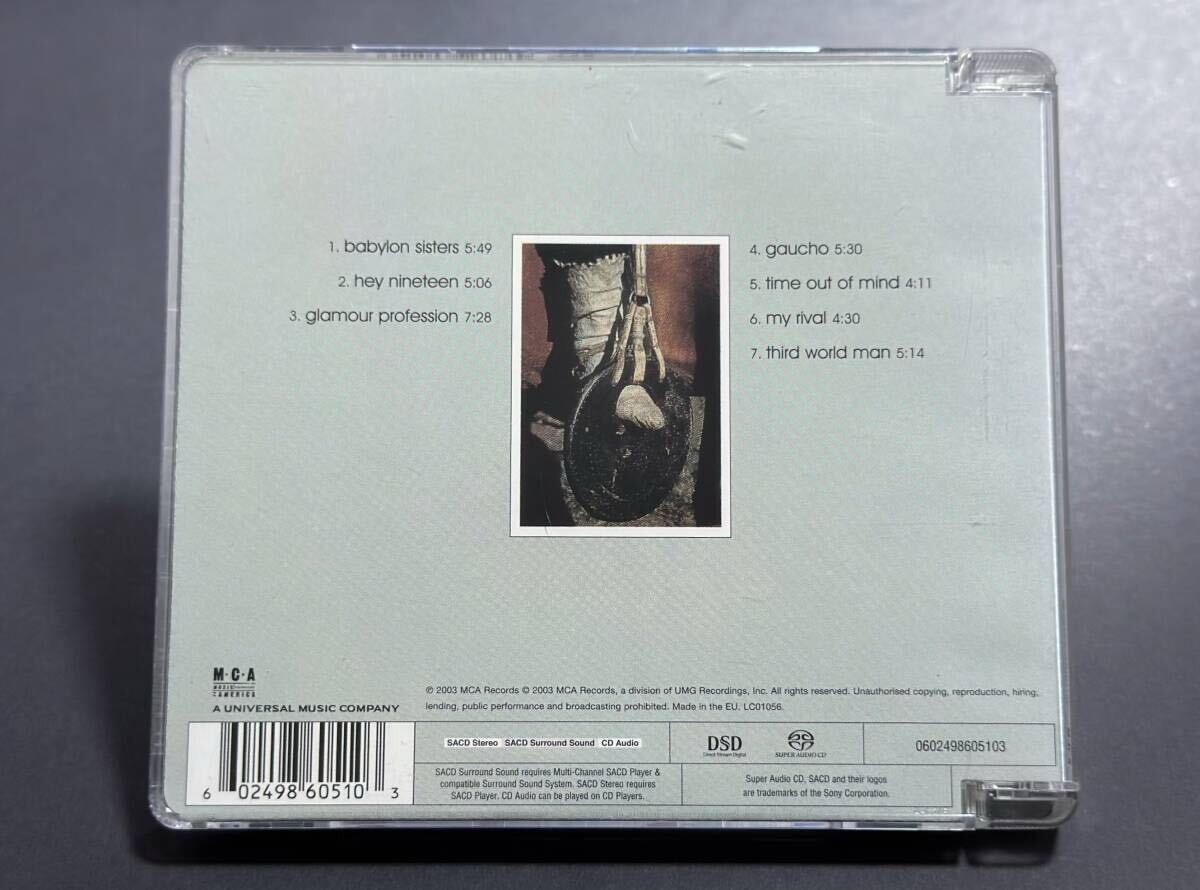 1. babylon sisters 5:49
2. hey nineteen 5:06
3. glamour profession 7:28
4. gaucho 5:30
5. time out of mind 4:11
6. my rival 4:30
7. third world man 5:14
M·C·A
MUSIC
AMERICA
A UNIVERSAL MUSIC COMPANY
℗ 2003 MCA Records © 2003 MCA Records, a division of UMG Recordings, Inc. All rights reserved. Unauthorised copying, reproduction, hiring,
lending, public performance and broadcasting prohibited. Made in the EU. LC01056.
SACD Stereo SACD Surround Sound CD Audio
DSD
Direct Stream Digital
SUPER AUDIO CD
0602498605103
SACD Surround Sound requires Multi-Channel SACD Player &
compatible Surround Sound System. SACD Stereo requires
SACD Player. CD Audio can be played on CD Players.
Super Audio CD, SACD and their logos
are trademarks of the Sony Corporation.
6 02498 60510 3